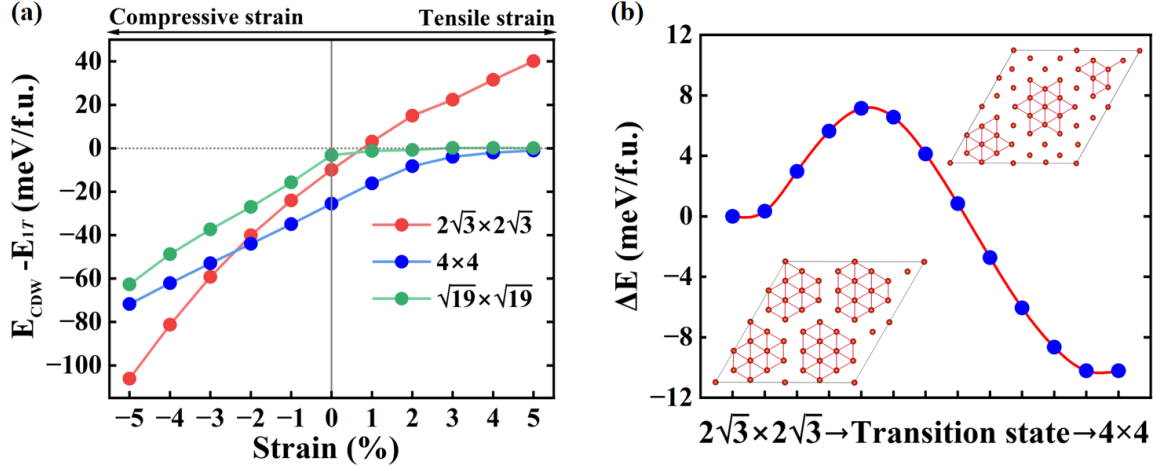 (a)
Compressive strain
Tensile strain
E_CDW -E_1T (meV/f.u.)
40
20
0
−20
−40
−60
−80
−100
2√3×2√3
4×4
√19×√19
−5 −4 −3 −2 −1 0 1 2 3 4 5
Strain (%)
(b)
ΔE (meV/f.u.)
12
8
4
0
−4
−8
−12
2√3×2√3→Transition state→4×4